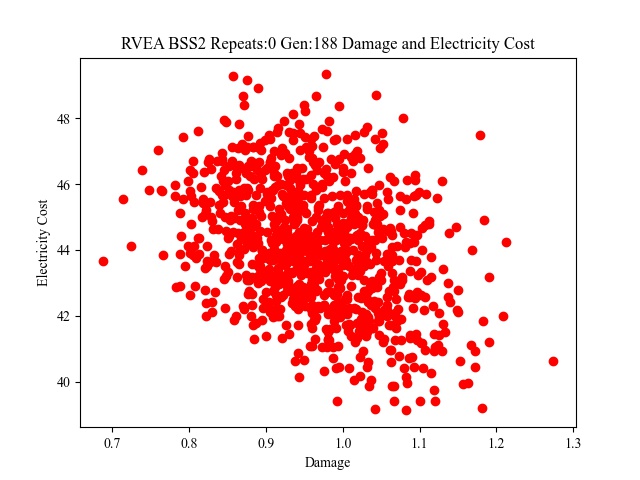 RVEA BSS2 Repeats:0 Gen:188 Damage and Electricity Cost
48
46
44
42
40
Electricity Cost
0.7 0.8 0.9 1.0 1.1 1.2 1.3
Damage